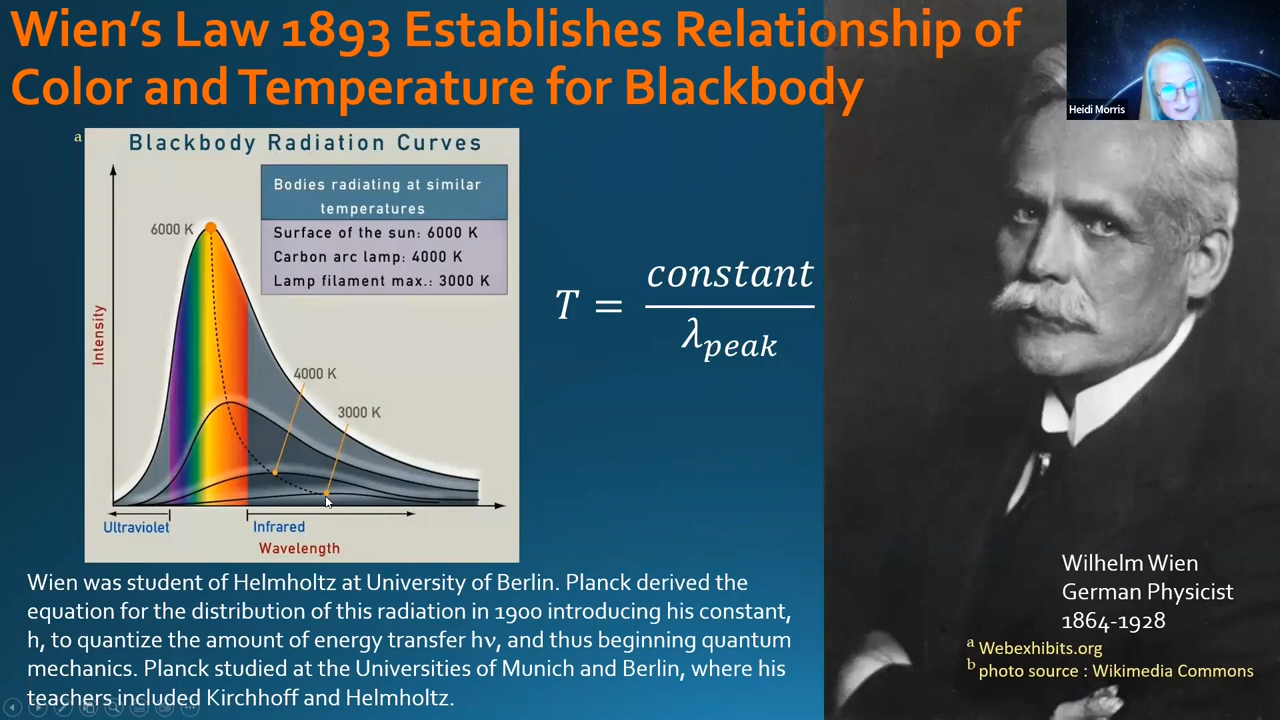 Wien's Law 1893 Establishes Relationship of
Color and Temperature for Blackbody
Heidi Morris
a
Blackbody Radiation Curves
Bodies radiating at similar
temperatures
Surface of the sun: 6000 K
Carbon arc lamp: 4000 K
Lamp filament max.: 3000 K
6000 K
4000 K
3000 K
Intensity
Ultraviolet
Infrared
Wavelength
T = constant / λpeak
Wien was student of Helmholtz at University of Berlin. Planck derived the
equation for the distribution of this radiation in 1900 introducing his constant,
h, to quantize the amount of energy transfer hν, and thus beginning quantum
mechanics. Planck studied at the Universities of Munich and Berlin, where his
teachers included Kirchhoff and Helmholtz.
Wilhelm Wien
German Physicist
1864-1928
a Webexhibits.org
b photo source : Wikimedia Commons